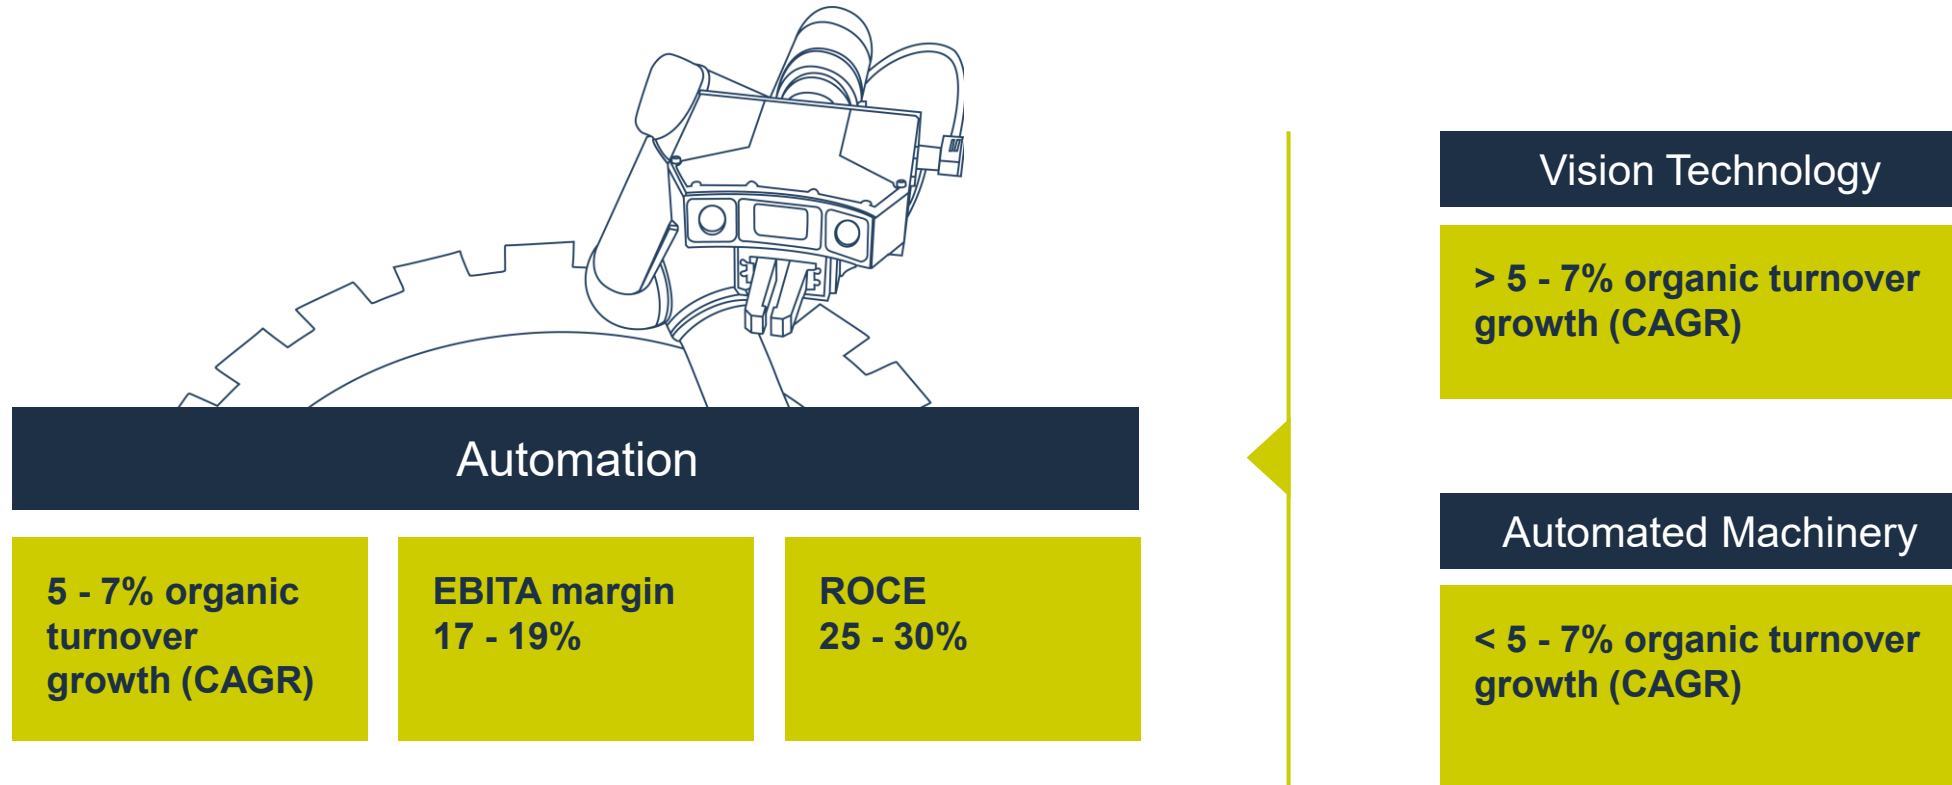 Automation
5 - 7% organic
turnover
growth (CAGR)
EBITA margin
17 - 19%
ROCE
25 - 30%
Vision Technology
> 5 - 7% organic turnover
growth (CAGR)
Automated Machinery
< 5 - 7% organic turnover
growth (CAGR)